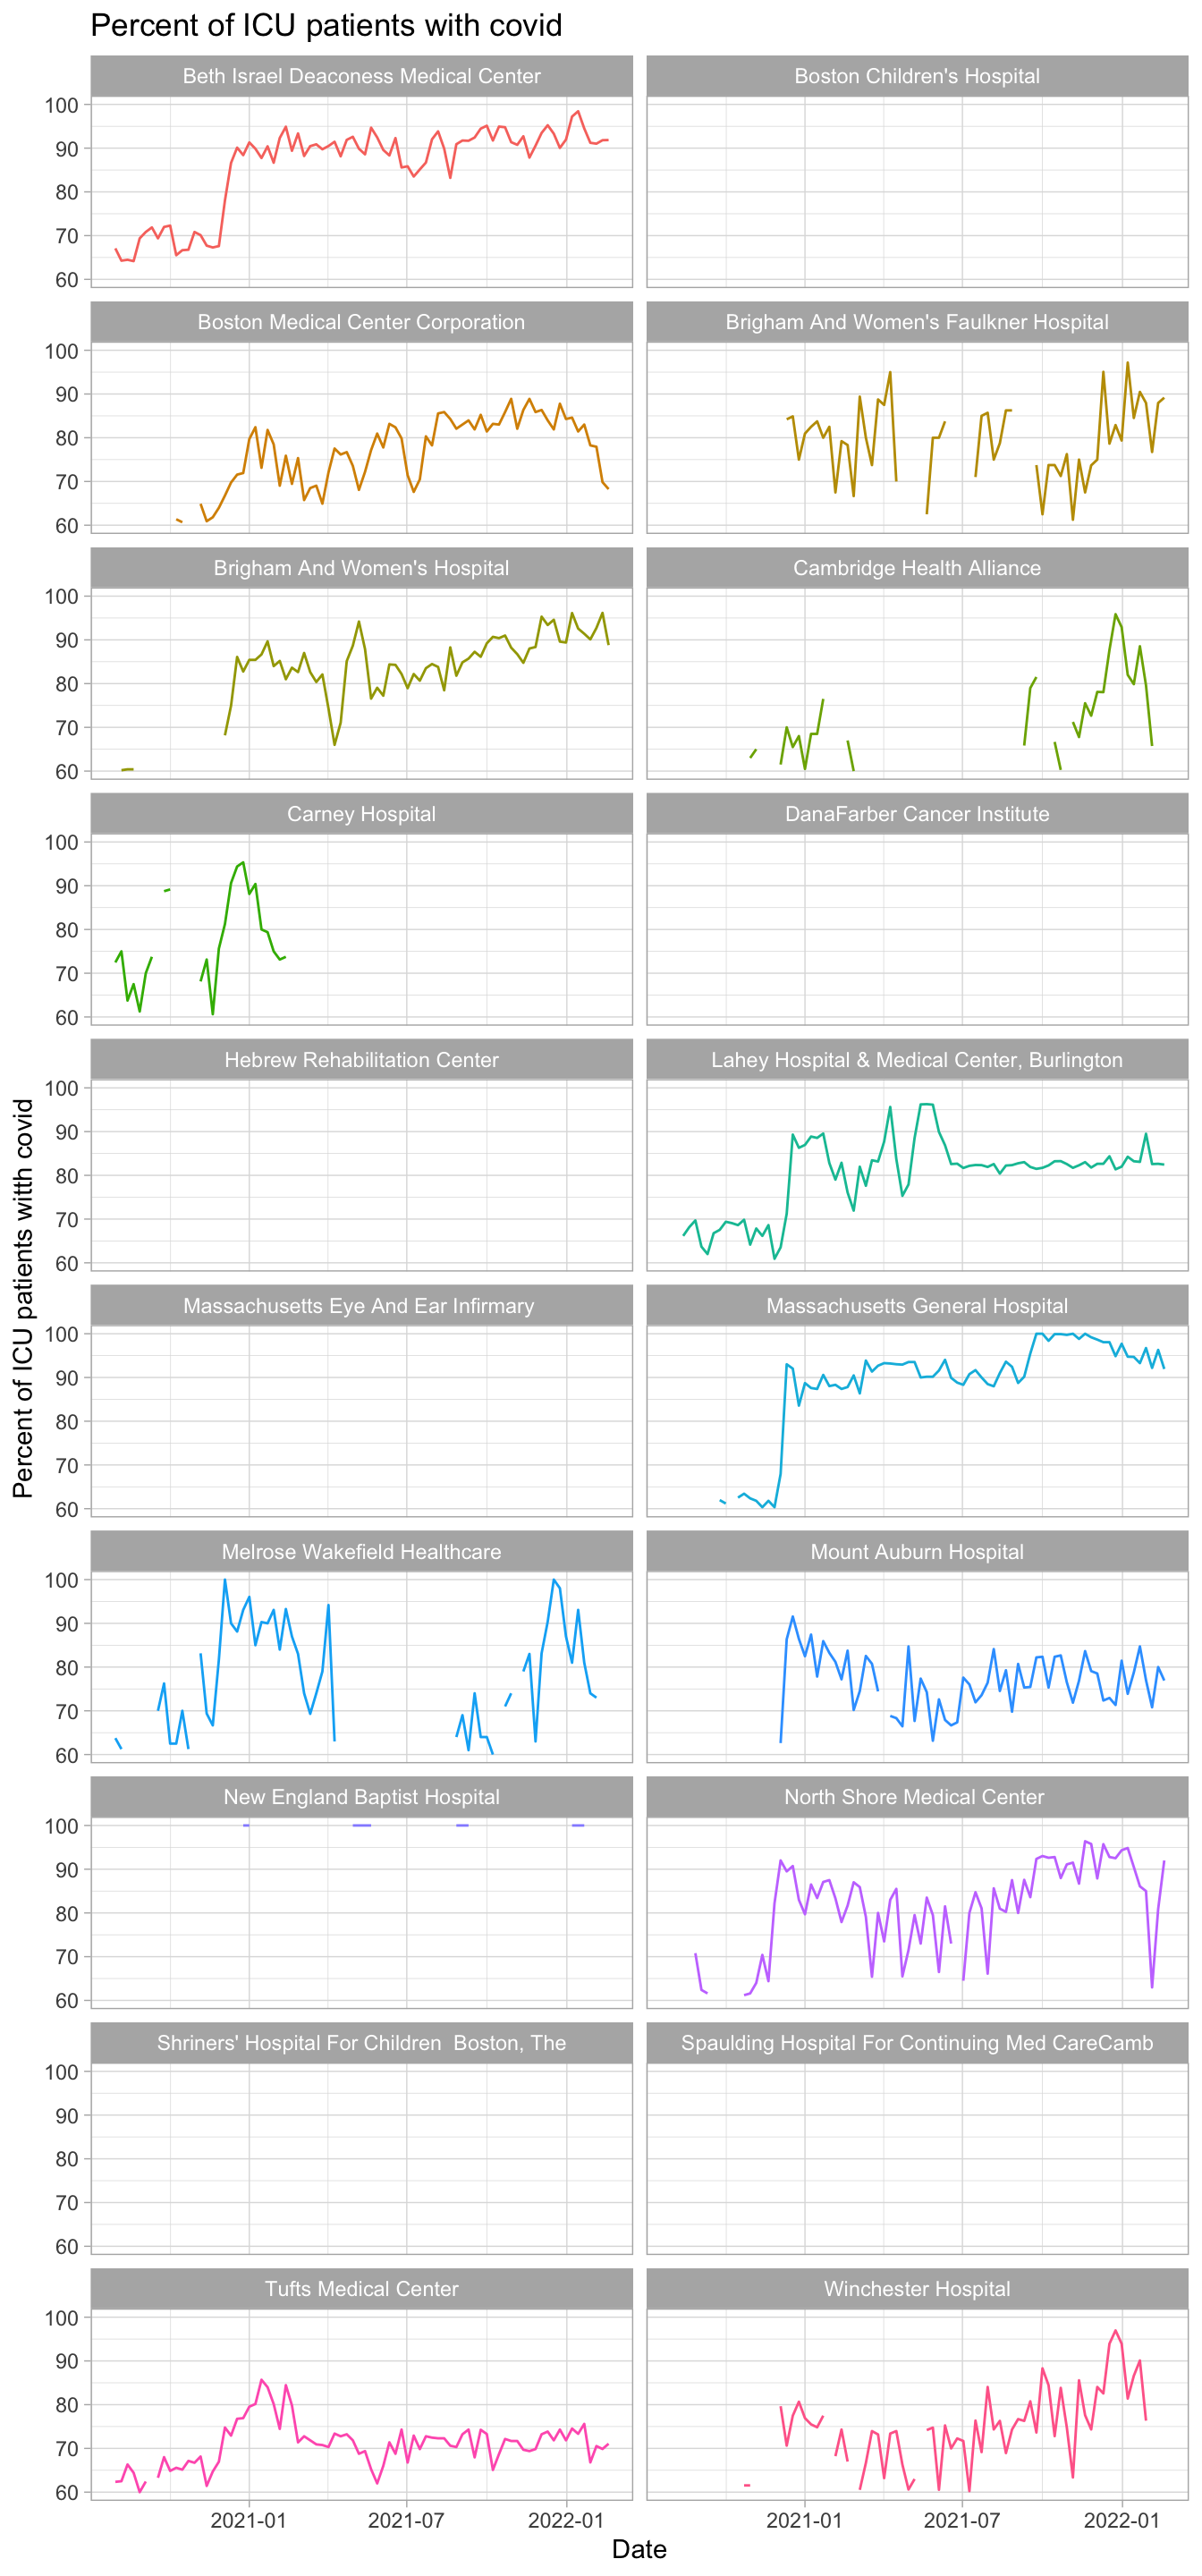 Percent of ICU patients with covid
Beth Israel Deaconess Medical Center
Boston Children's Hospital
100
90
80
70
60
Boston Medical Center Corporation
Brigham And Women's Faulkner Hospital
100
90
80
70
60
Brigham And Women's Hospital
Cambridge Health Alliance
100
90
80
70
60
Carney Hospital
DanaFarber Cancer Institute
100
90
80
70
60
Hebrew Rehabilitation Center
Lahey Hospital & Medical Center, Burlington
100
90
80
70
60
Percent of ICU patients witth covid
Massachusetts Eye And Ear Infirmary
Massachusetts General Hospital
100
90
80
70
60
Melrose Wakefield Healthcare
Mount Auburn Hospital
100
90
80
70
60
New England Baptist Hospital
North Shore Medical Center
100
90
80
70
60
Shriners' Hospital For Children  Boston, The
Spaulding Hospital For Continuing Med CareCamb
100
90
80
70
60
Tufts Medical Center
Winchester Hospital
100
90
80
70
60
2021-01 2021-07 2022-01 2021-01 2021-07 2022-01
Date